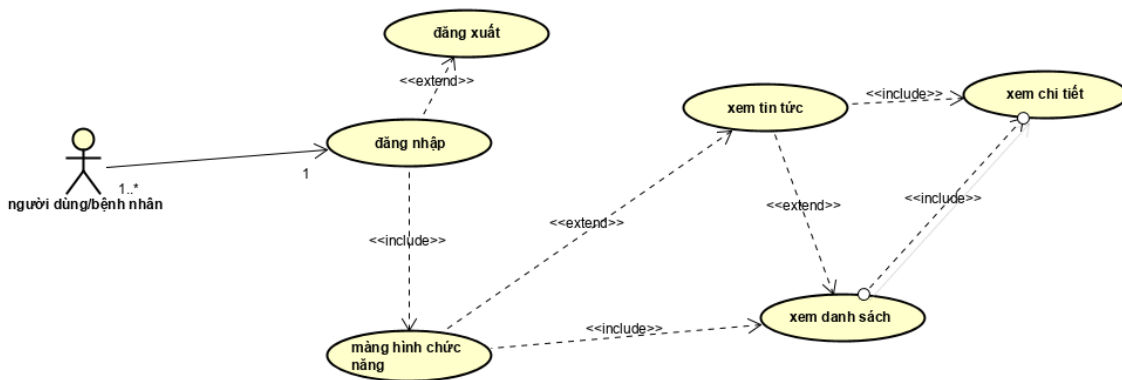 đăng xuất
<<extend>>
xem tin tức
<<include>>
xem chi tiết
đăng nhập
1
1..*
người dùng/bệnh nhân
<<include>>
<<extend>>
<<extend>>
<<include>>
xem danh sách
<<include>>
màng hình chức
năng